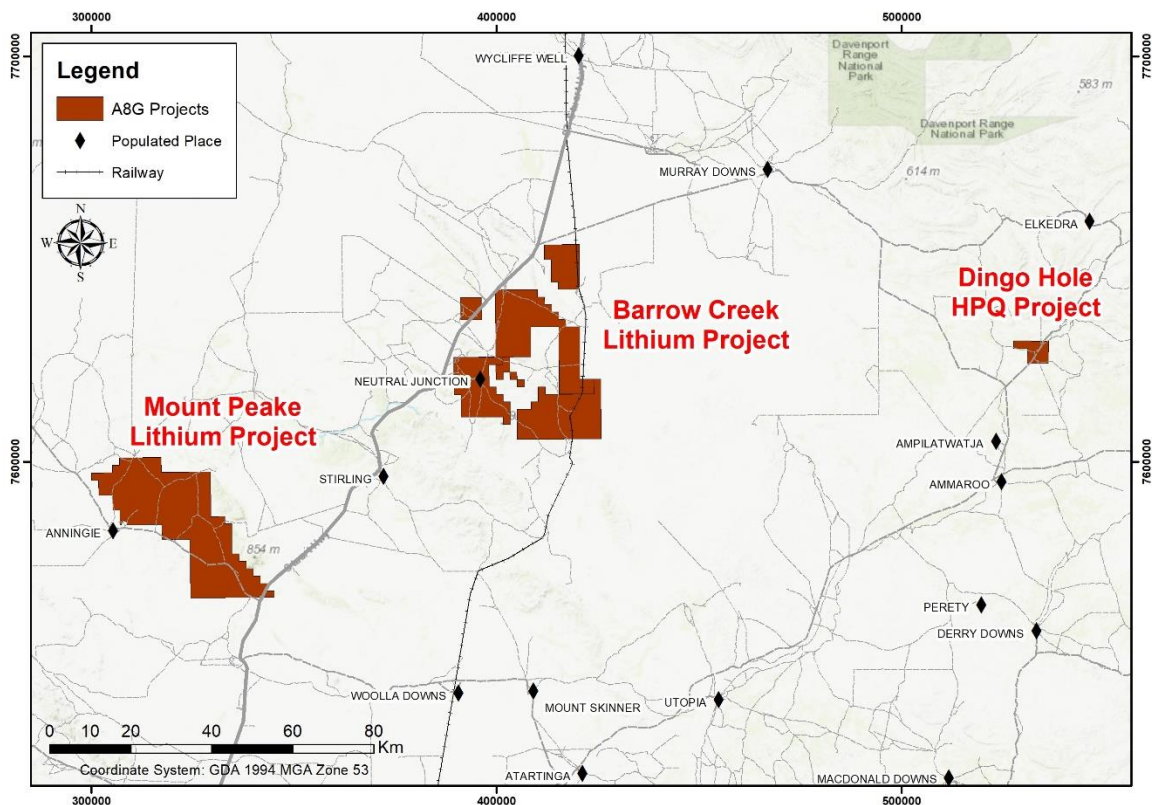 300000
400000
500000
7700000
7700000
Legend
A8G Projects
Populated Place
Railway
N
W
E
S
WYCLIFFE WELL
Davenport
Range
National
Park
583 m
Davenport Range
National Park
MURRAY DOWNS
614 m
ELKEDRA
Dingo Hole
HPQ Project
Barrow Creek
Lithium Project
NEUTRAL JUNCTION
Mount Peake
Lithium Project
AMPILATWATJA
7600000
7600000
STIRLING
AMMAROO
ANNINGIE
854 m
PERETY
DERRY DOWNS
WOOLLA DOWNS
MOUNT SKINNER
UTOPIA
0 10 20 40 60 80
Km
Coordinate System: GDA 1994 MGA Zone 53
ATARTINGA
MACDONALD DOWNS
300000
400000
500000